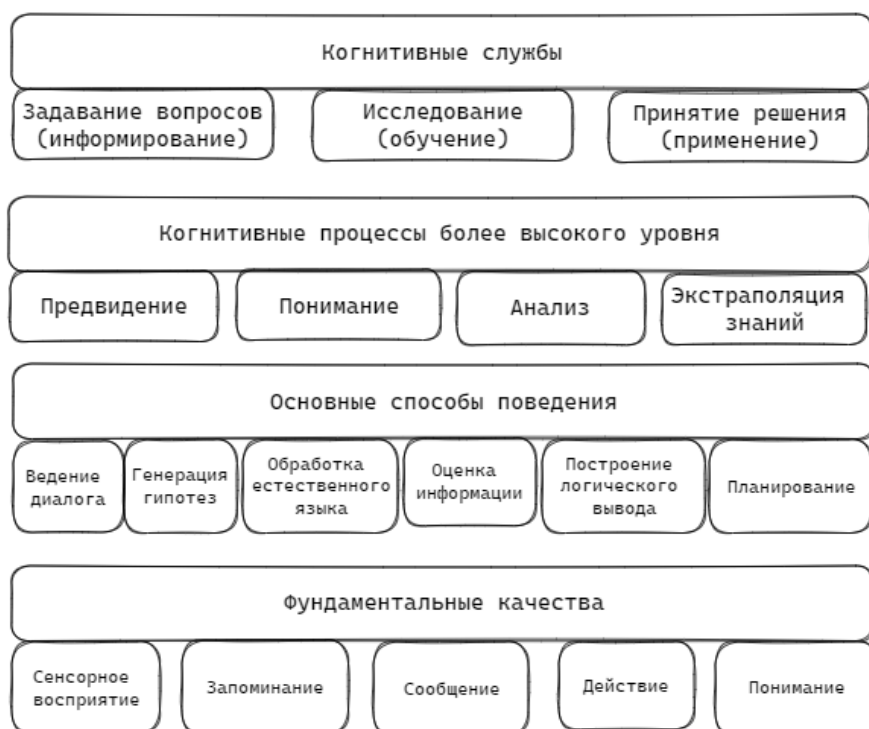 Когнитивные службы
Задавание вопросов
(информирование)
Исследование
(обучение)
Принятие решения
(применение)
Когнитивные процессы более высокого уровня
Предвидение
Понимание
Анализ
Экстраполяция
знаний
Основные способы поведения
Ведение
диалога
Генерация
гипотез
Обработка
естественного
языка
Оценка
информации
Построение
логического
вывода
Планирование
Фундаментальные качества
Сенсорное
восприятие
Запоминание
Сообщение
Действие
Понимание